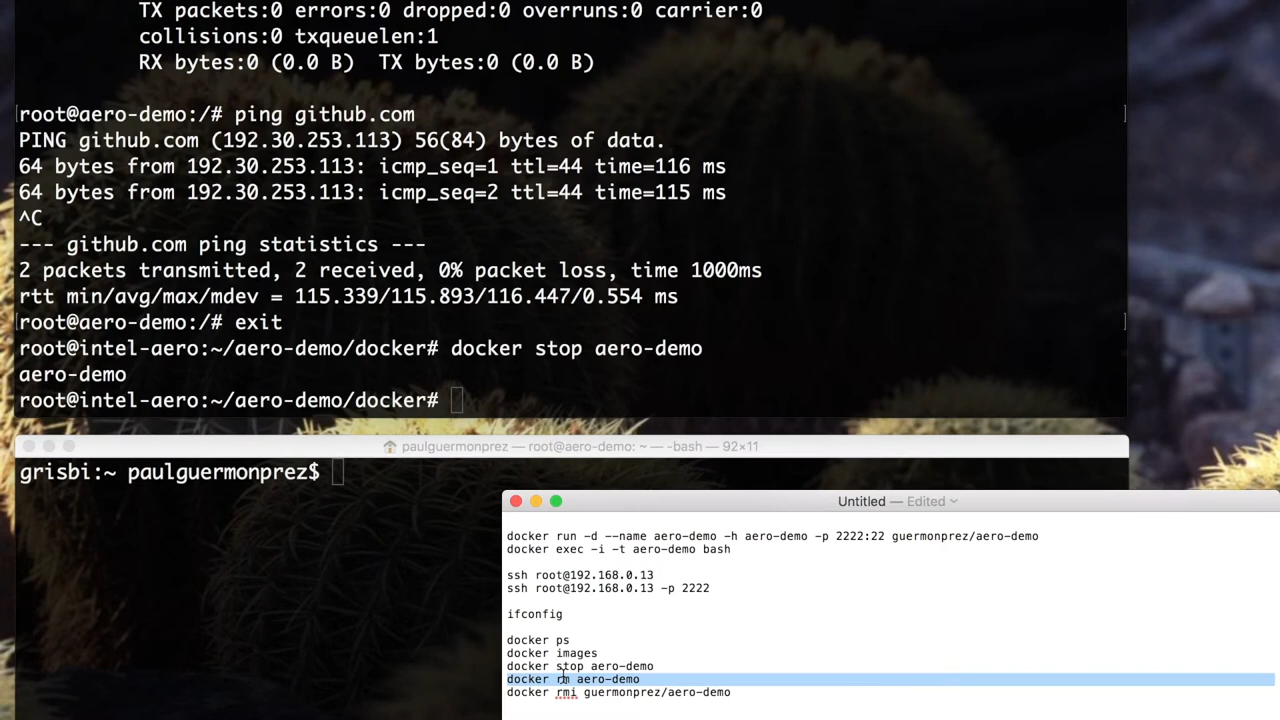 TX packets:0 errors:0 dropped:0 overruns:0 carrier:0
collisions:0 txqueuelen:1
RX bytes:0 (0.0 B)  TX bytes:0 (0.0 B)
root@aero-demo:/# ping github.com
PING github.com (192.30.253.113) 56(84) bytes of data.
64 bytes from 192.30.253.113: icmp_seq=1 ttl=44 time=116 ms
64 bytes from 192.30.253.113: icmp_seq=2 ttl=44 time=115 ms
^C
--- github.com ping statistics ---
2 packets transmitted, 2 received, 0% packet loss, time 1000ms
rtt min/avg/max/mdev = 115.339/115.893/116.447/0.554 ms
root@aero-demo:/# exit
root@intel-aero:~/aero-demo/docker# docker stop aero-demo
aero-demo
root@intel-aero:~/aero-demo/docker#
paulguermonprez — root@aero-demo: ~ — -bash — 92×11
grisbi:~ paulguermonprez$
Untitled — Edited
docker run -d --name aero-demo -h aero-demo -p 2222:22 guermonprez/aero-demo
docker exec -i -t aero-demo bash
ssh root@192.168.0.13
ssh root@192.168.0.13 -p 2222
ifconfig
docker ps
docker images
docker stop aero-demo
docker rm aero-demo
docker rmi guermonprez/aero-demo